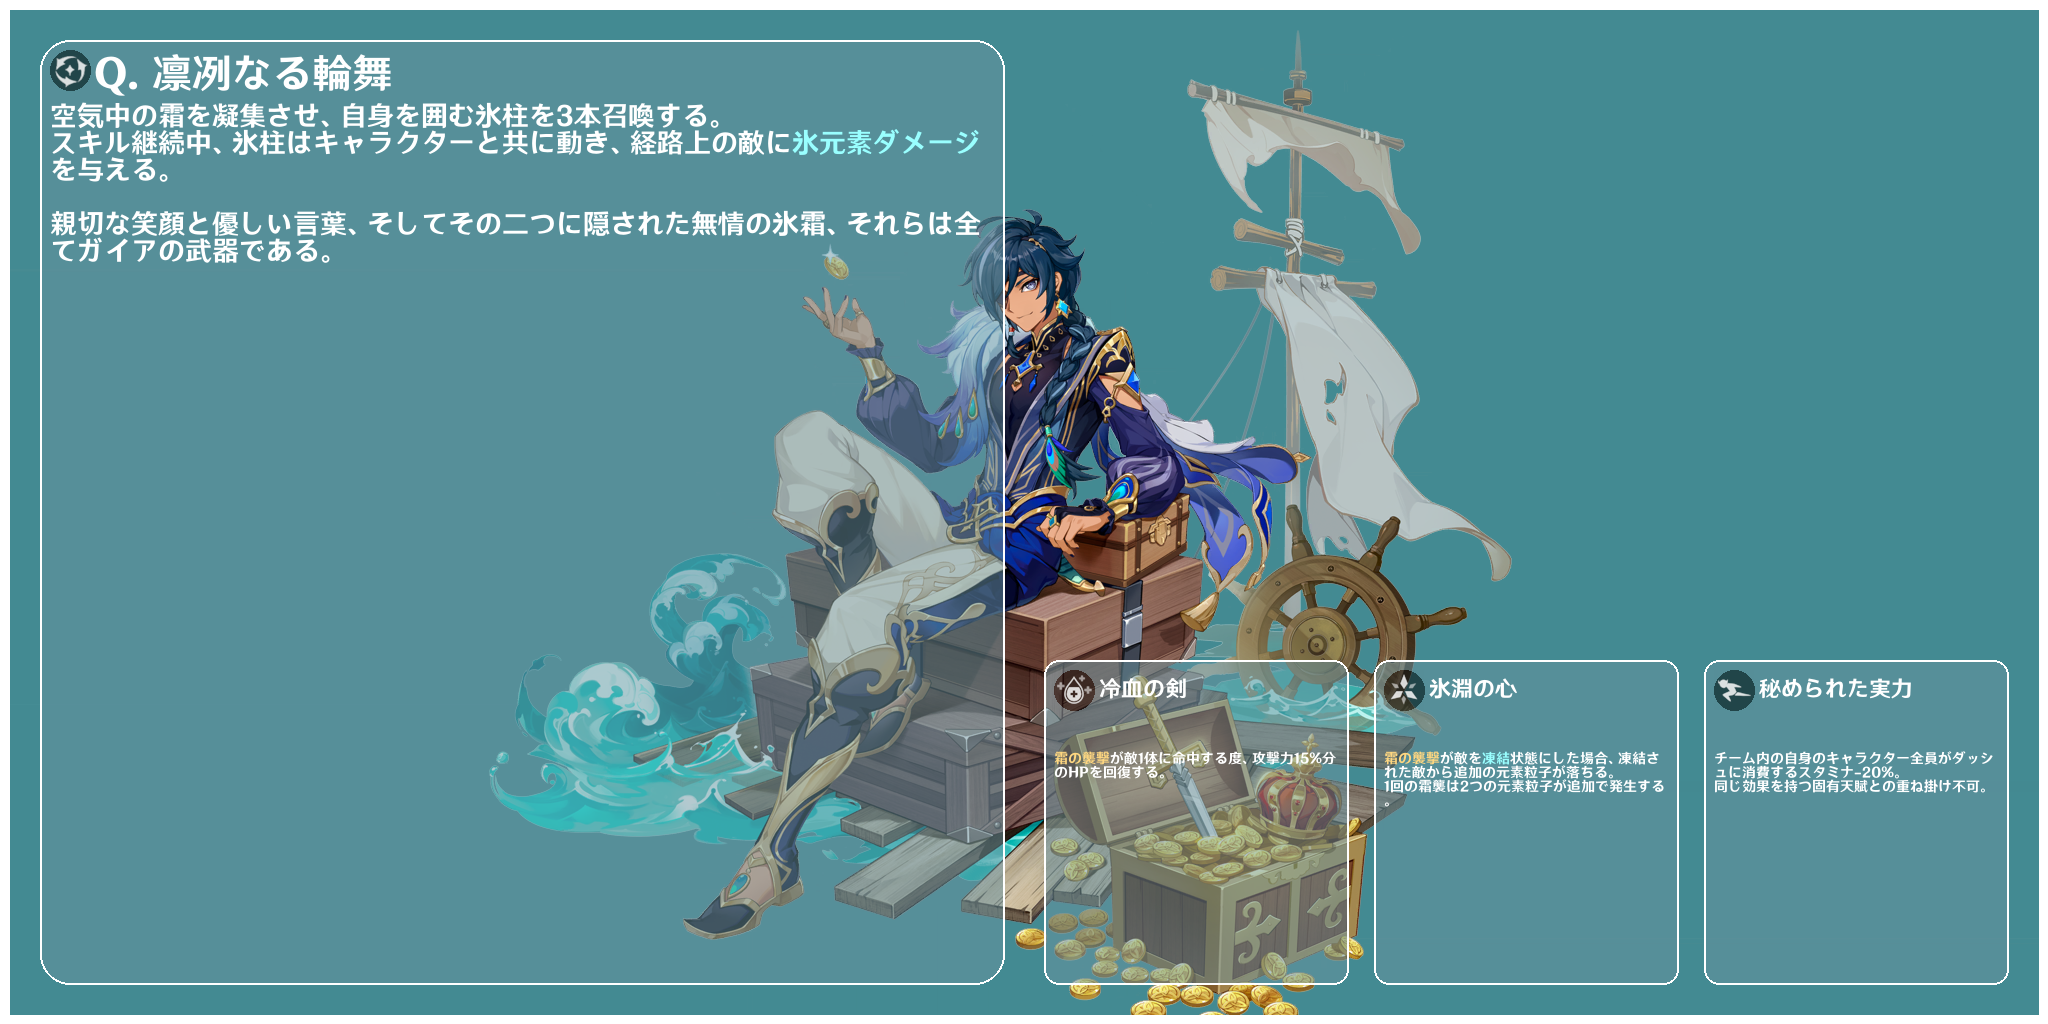 Q. 凛冽なる輪舞
空気中の霜を凝集させ、自身を囲む氷柱を3本召喚する。
スキル継続中、氷柱はキャラクターと共に動き、経路上の敵に氷元素ダメージ
を与える。
親切な笑顔と優しい言葉、そしてその二つに隠された無情の氷霜、それらは全
てガイアの武器である。
冷血の剣
霜の襲撃が敵1体に命中する度、攻撃力15%分
のHPを回復する。
氷淵の心
霜の襲撃が敵を凍結状態にした場合、凍結さ
れた敵から追加の元素粒子が落ちる。
1回の霜襲は2つの元素粒子が追加で発生する
。
秘められた実力
チーム内の自身のキャラクター全員がダッシ
ュに消費するスタミナ-20%。
同じ効果を持つ固有天賦との重ね掛け不可。